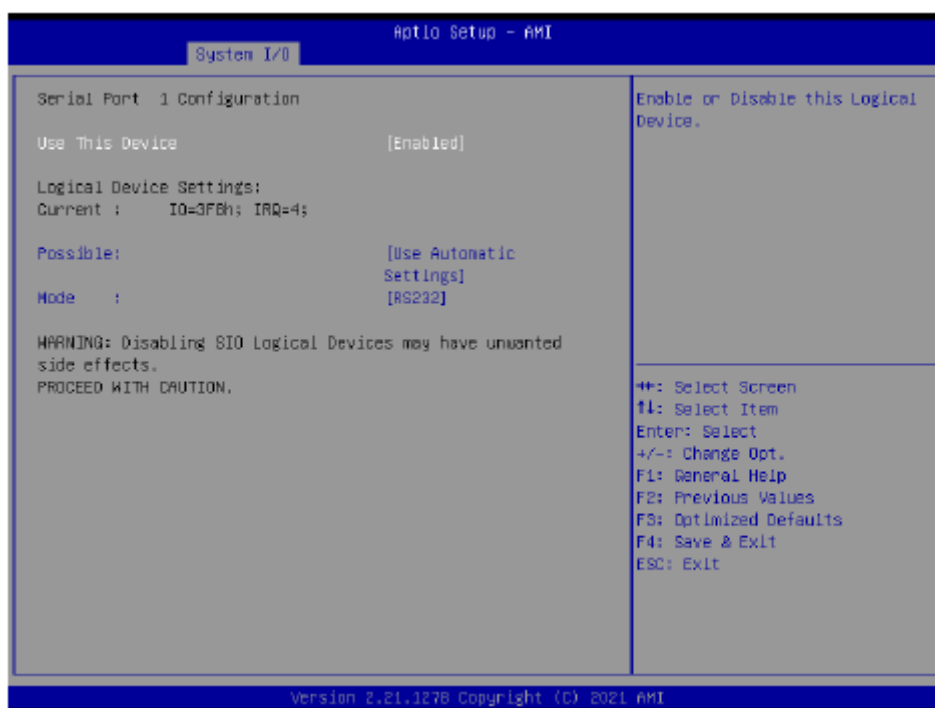 Aptio Setup - AMI
System I/O
Serial Port 1 Configuration
Use This Device [Enabled]
Logical Device Settings:
Current : IO=3F8h; IRQ=4;
Possible: [Use Automatic
Settings]
Mode : [RS232]
WARNING: Disabling SIO Logical Devices may have unwanted
side effects.
PROCEED WITH CAUTION.
Enable or Disable this Logical
Device.
→←: Select Screen
↑↓: Select Item
Enter: Select
+/-: Change Opt.
F1: General Help
F2: Previous Values
F3: Optimized Defaults
F4: Save & Exit
ESC: Exit
Version 2.21.1278 Copyright (C) 2021 AMI